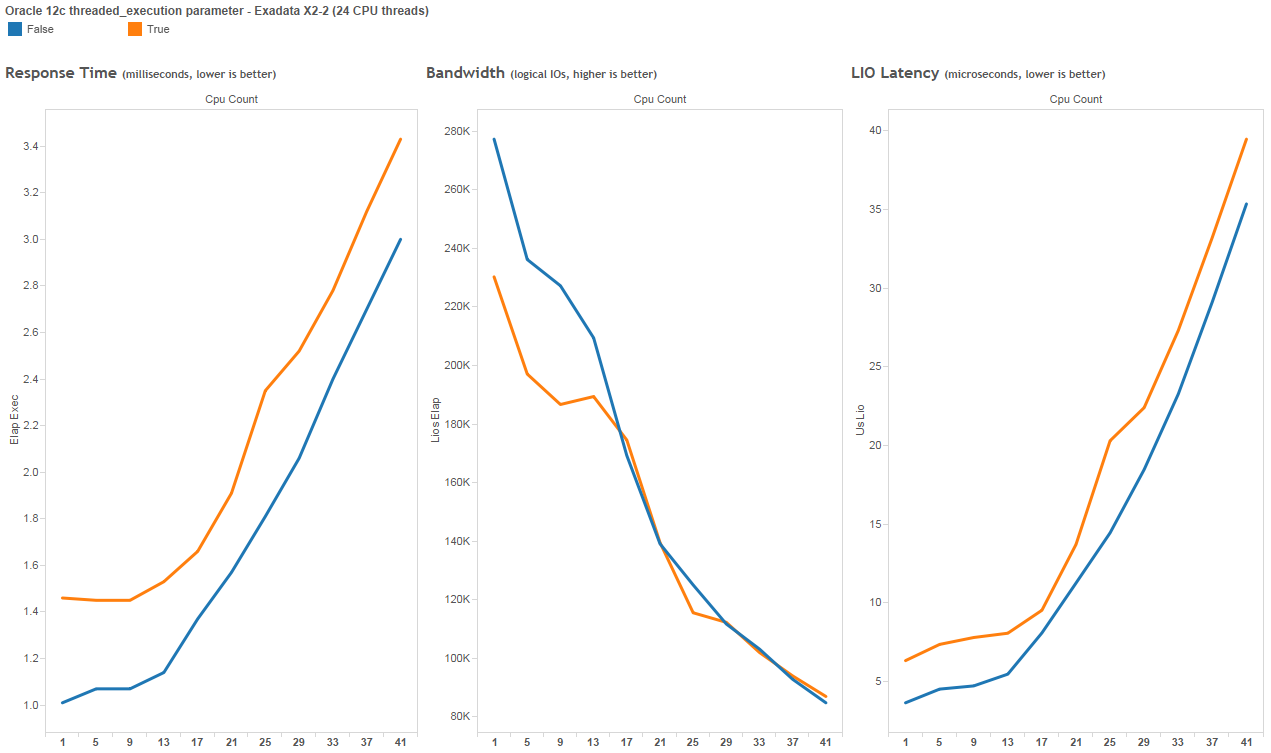 Oracle 12c threaded_execution parameter - Exadata X2-2 (24 CPU threads)
False True
Response Time (milliseconds, lower is better)
Cpu Count
Elap Exec
3.4
3.2
3.0
2.8
2.6
2.4
2.2
2.0
1.8
1.6
1.4
1.2
1.0
1 5 9 13 17 21 25 29 33 37 41
Bandwidth (logical IOs, higher is better)
Cpu Count
Lios Elap
280K
260K
240K
220K
200K
180K
160K
140K
120K
100K
80K
1 5 9 13 17 21 25 29 33 37 41
LIO Latency (microseconds, lower is better)
Cpu Count
Us Lio
40
35
30
25
20
15
10
5
1 5 9 13 17 21 25 29 33 37 41